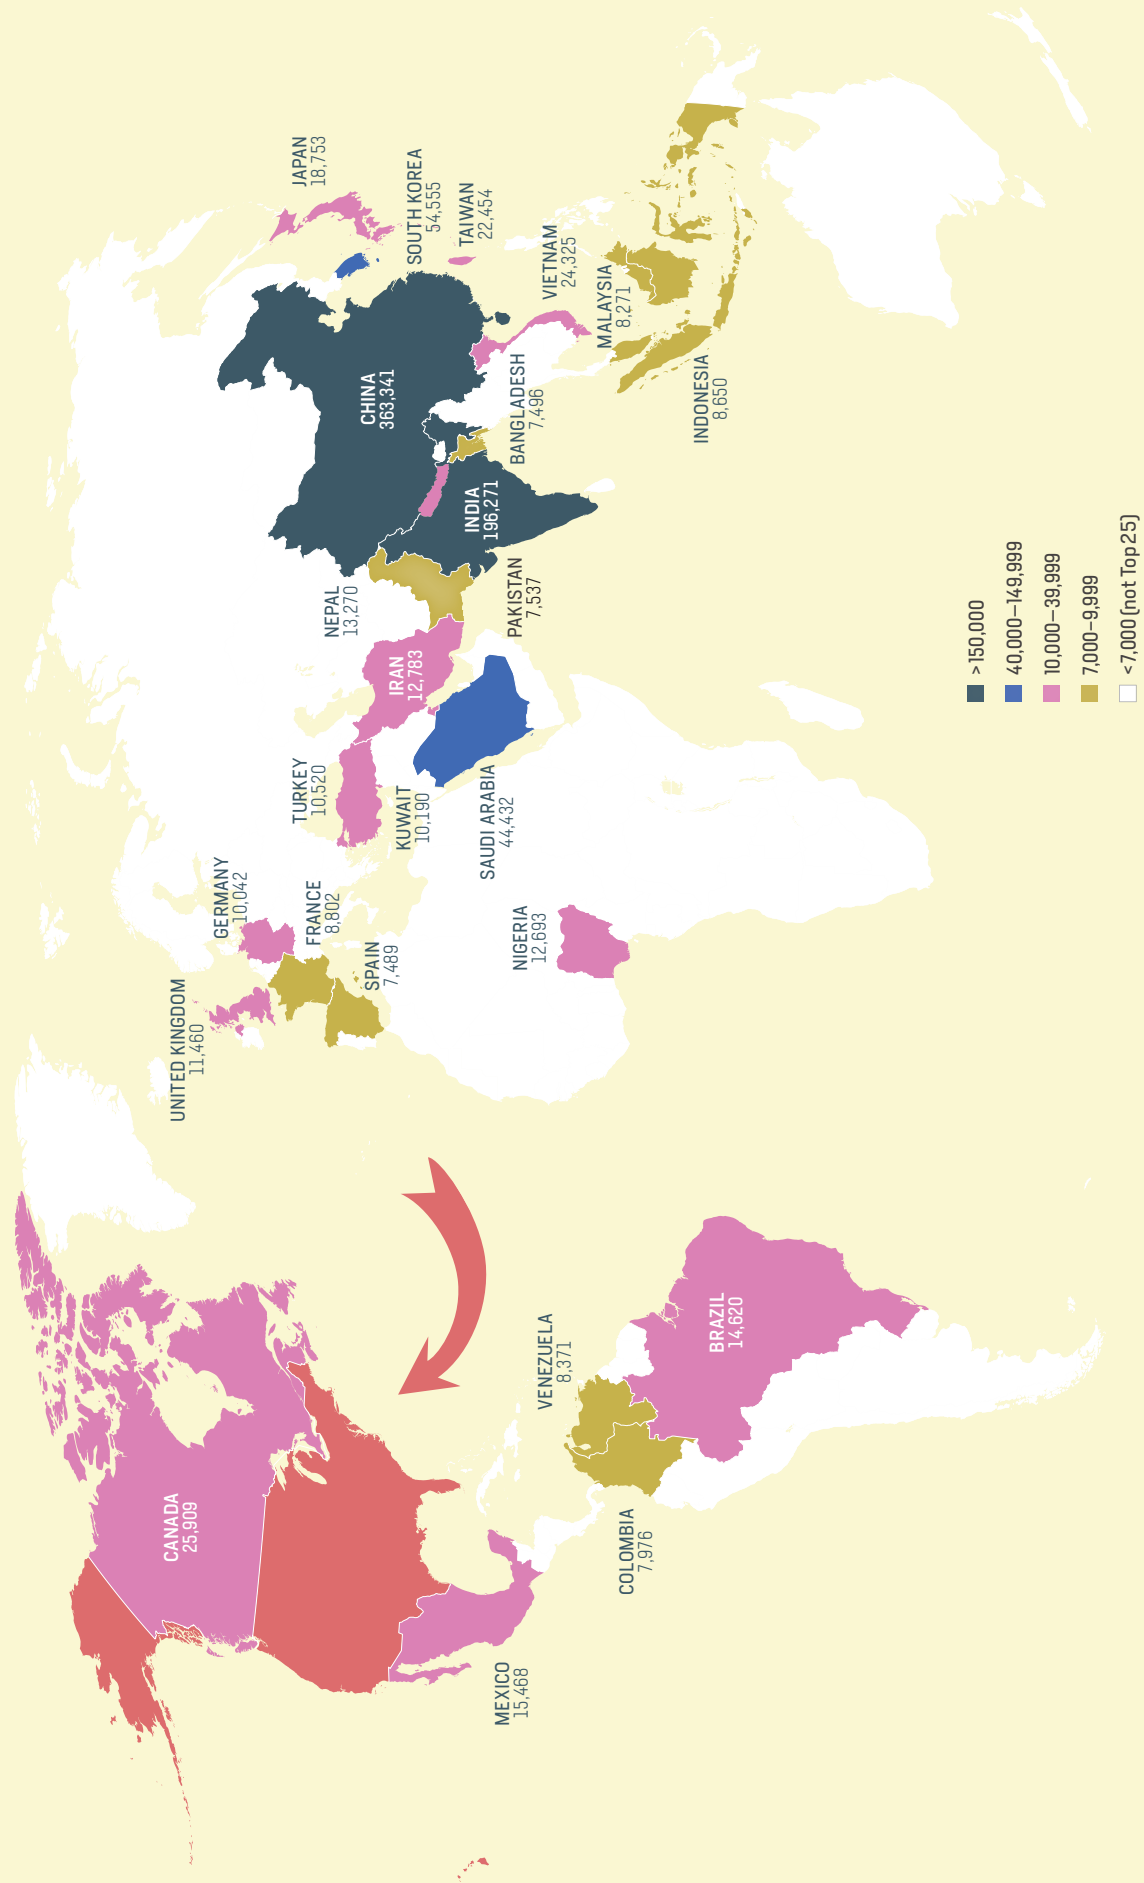 CANADA
25,909
MEXICO
15,468
COLOMBIA
7,976
VENEZUELA
8,371
BRAZIL
14,620
UNITED KINGDOM
11,460
GERMANY
10,042
FRANCE
8,802
SPAIN
7,489
NIGERIA
12,693
TURKEY
10,520
KUWAIT
10,190
SAUDI ARABIA
44,432
IRAN
12,783
NEPAL
13,270
PAKISTAN
7,537
INDIA
196,271
BANGLADESH
7,496
CHINA
363,341
INDONESIA
8,650
MALAYSIA
8,271
VIETNAM
24,325
TAIWAN
22,454
SOUTH KOREA
54,555
JAPAN
18,753
>150,000
40,000–149,999
10,000–39,999
7,000–9,999
<7,000 (not Top 25)